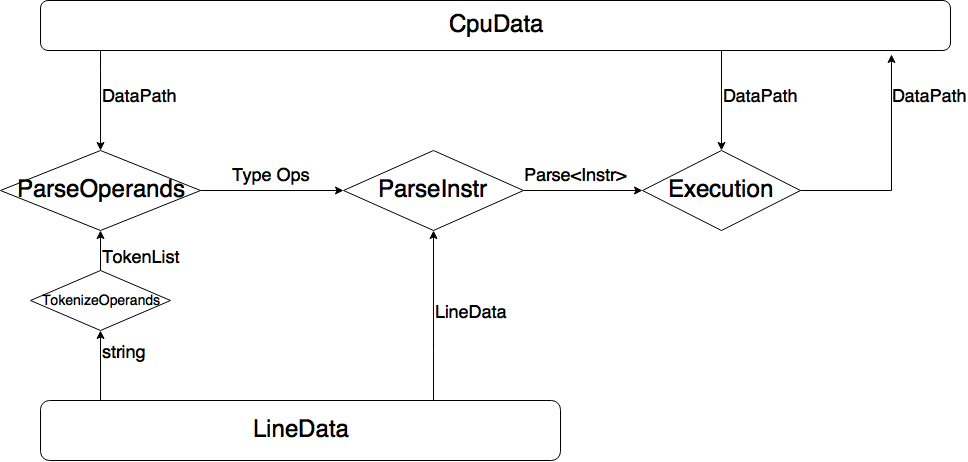 CpuData
DataPath
DataPath
DataPath
ParseOperands
Type Ops
ParseInstr
Parse<Instr>
Execution
TokenList
TokenizeOperands
LineData
string
LineData